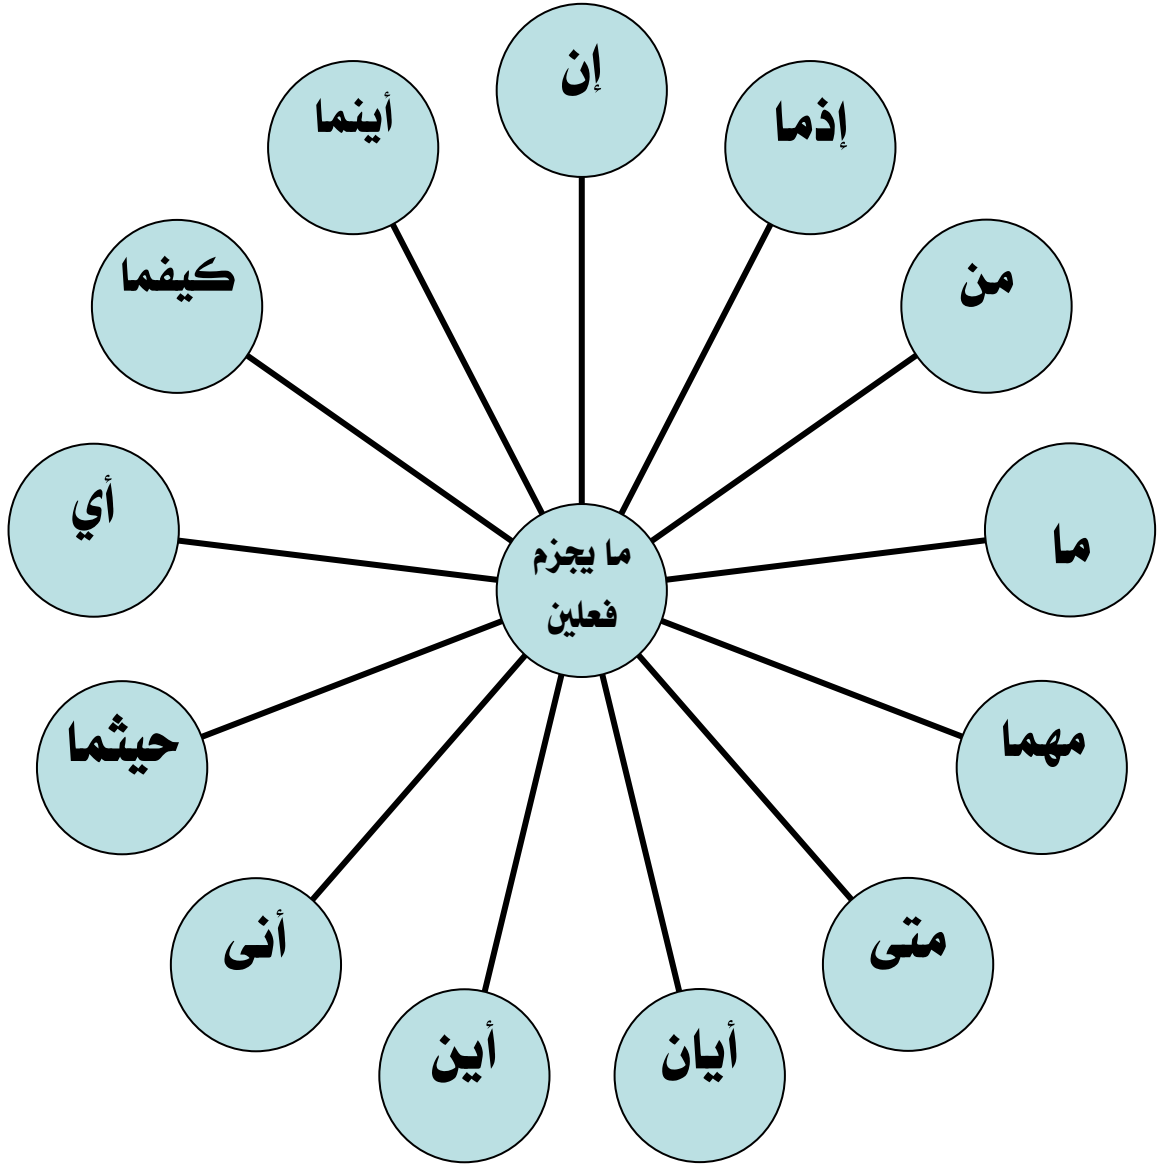 ما يجزم
فعلين
إن
إذما
من
ما
مهما
متى
أيان
أين
أنى
حيثما
أي
كيفما
أينما